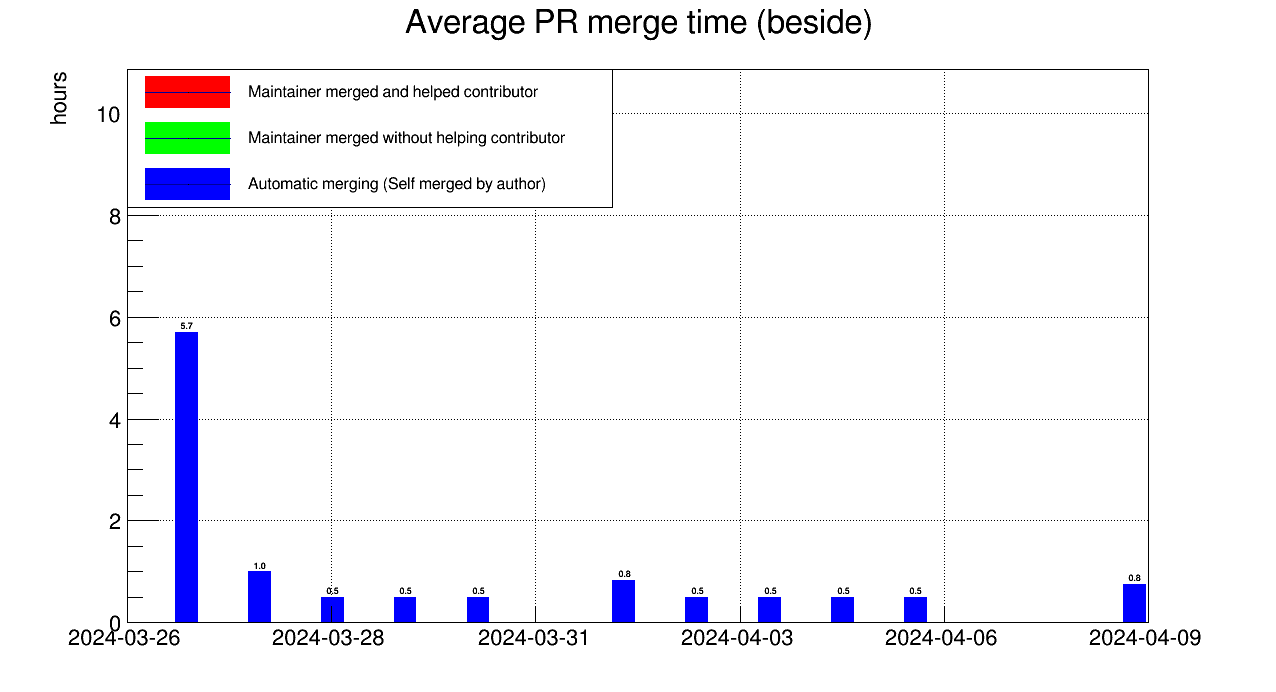 Average PR merge time (beside)
hours
Maintainer merged and helped contributor
Maintainer merged without helping contributor
Automatic merging (Self merged by author)
10
8
6
4
2
0
5.7
1.0
0.5
0.5
0.5
0.8
0.5
0.5
0.5
0.5
0.8
2024-03-26 2024-03-28 2024-03-31 2024-04-03 2024-04-06 2024-04-09